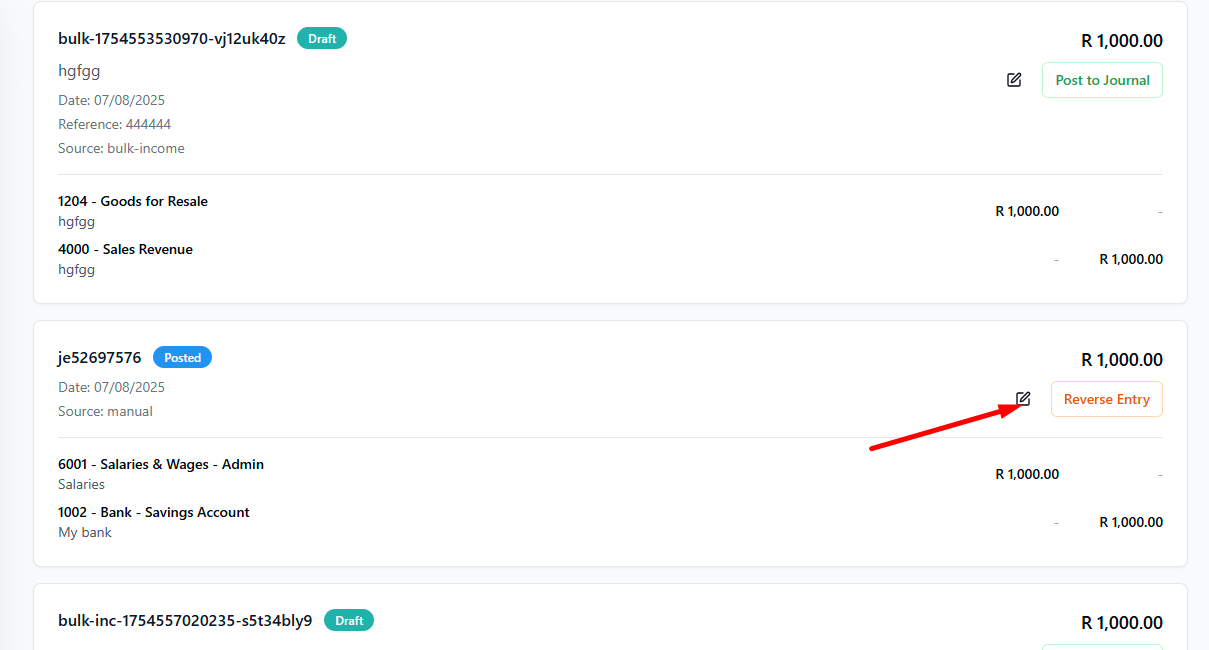 bulk-1754553530970-vj12uk40z Draft R 1,000.00
hgfgg
Post to Journal
Date: 07/08/2025
Reference: 444444
Source: bulk-income
1204 - Goods for Resale
hgfgg
R 1,000.00 -
4000 - Sales Revenue
hgfgg
- R 1,000.00
je52697576 Posted R 1,000.00
Date: 07/08/2025
Reverse Entry
Source: manual
6001 - Salaries & Wages - Admin
Salaries
R 1,000.00 -
1002 - Bank - Savings Account
My bank
- R 1,000.00
bulk-inc-1754557020235-s5t34bly9 Draft R 1,000.00